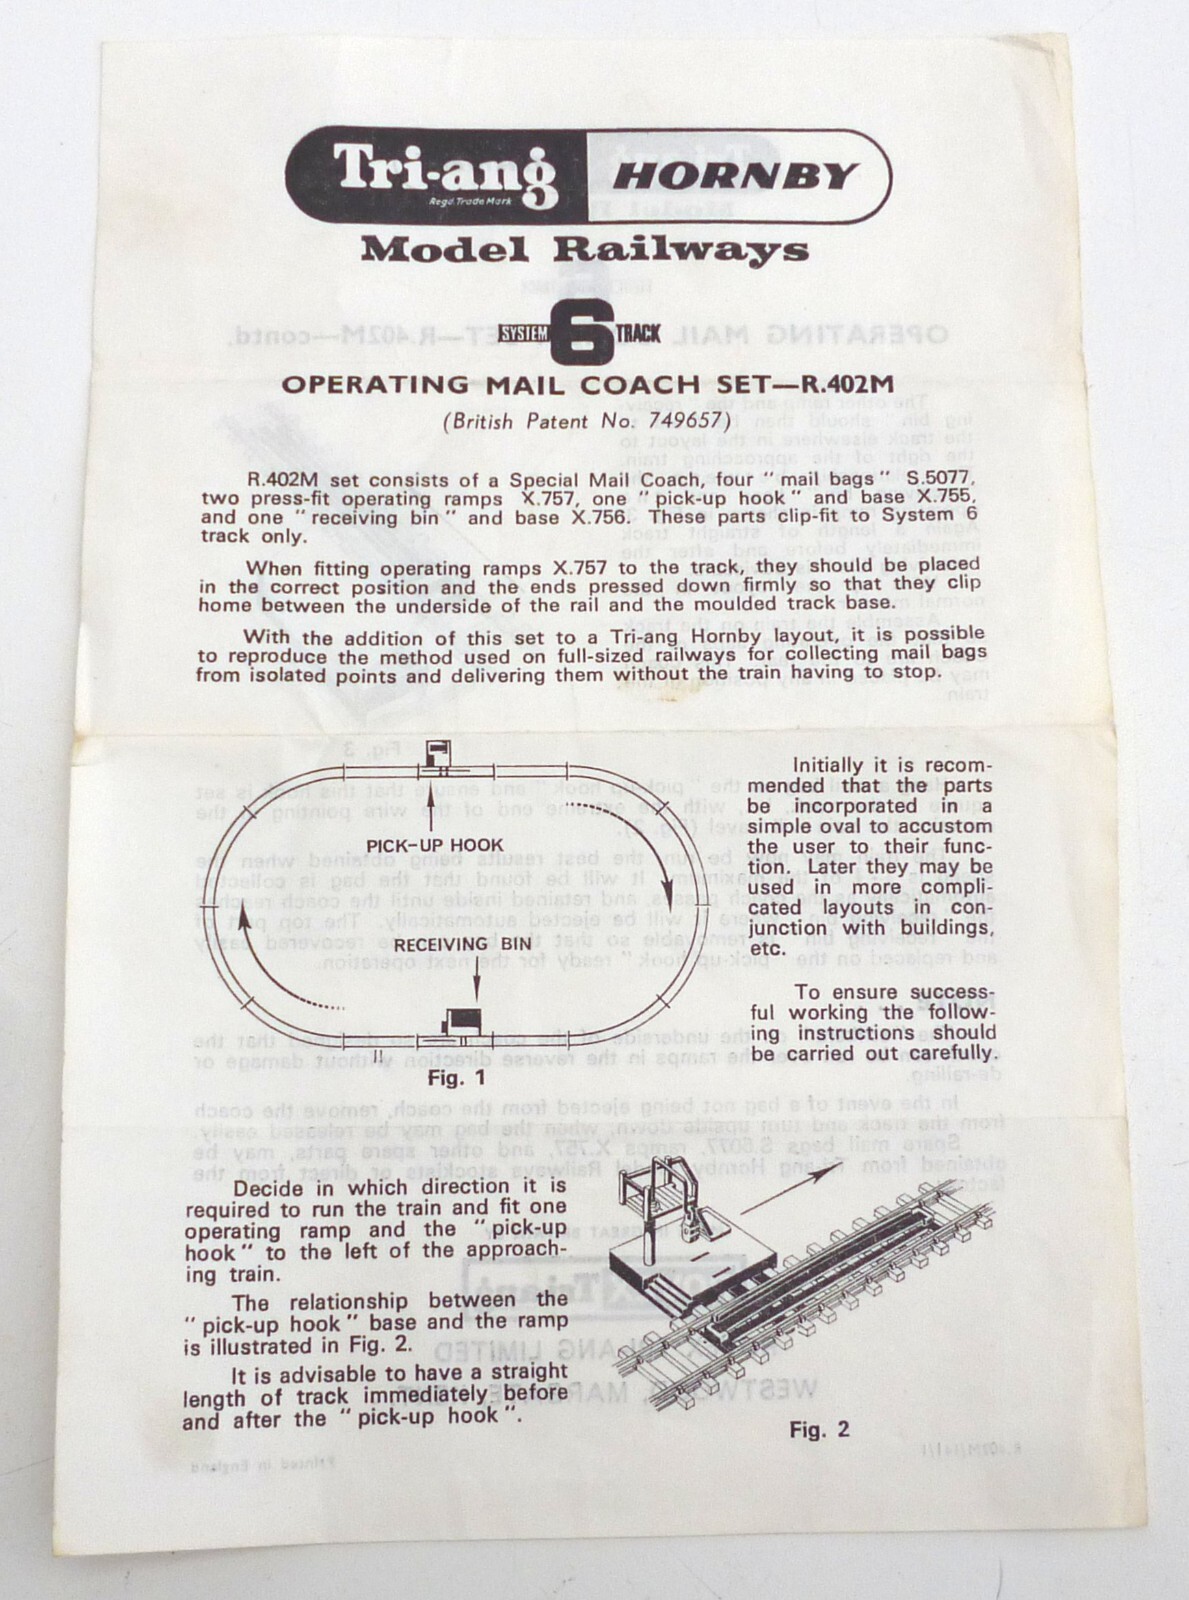 Tri-ang HORNBY
Regd. Trade Mark
Model Railways
SYSTEM 6 TRACK
OPERATING MAIL COACH SET—R.402M
(British Patent No. 749657)
R.402M set consists of a Special Mail Coach, four "mail bags" S.5077,
two press-fit operating ramps X.757, one "pick-up hook" and base X.755,
and one "receiving bin" and base X.756. These parts clip-fit to System 6
track only.
When fitting operating ramps X.757 to the track, they should be placed
in the correct position and the ends pressed down firmly so that they clip
home between the underside of the rail and the moulded track base.
With the addition of this set to a Tri-ang Hornby layout, it is possible
to reproduce the method used on full-sized railways for collecting mail bags
from isolated points and delivering them without the train having to stop.
PICK-UP HOOK
RECEIVING BIN
Fig. 1
Initially it is recom-
mended that the parts
be incorporated in a
simple oval to accustom
the user to their func-
tion. Later they may be
used in more compli-
cated layouts in con-
junction with buildings,
etc.
To ensure success-
ful working the follow-
ing instructions should
be carried out carefully.
Decide in which direction it is
required to run the train and fit one
operating ramp and the "pick-up
hook" to the left of the approach-
ing train.
The relationship between the
"pick-up hook" base and the ramp
is illustrated in Fig. 2.
It is advisable to have a straight
length of track immediately before
and after the "pick-up hook".
Fig. 2